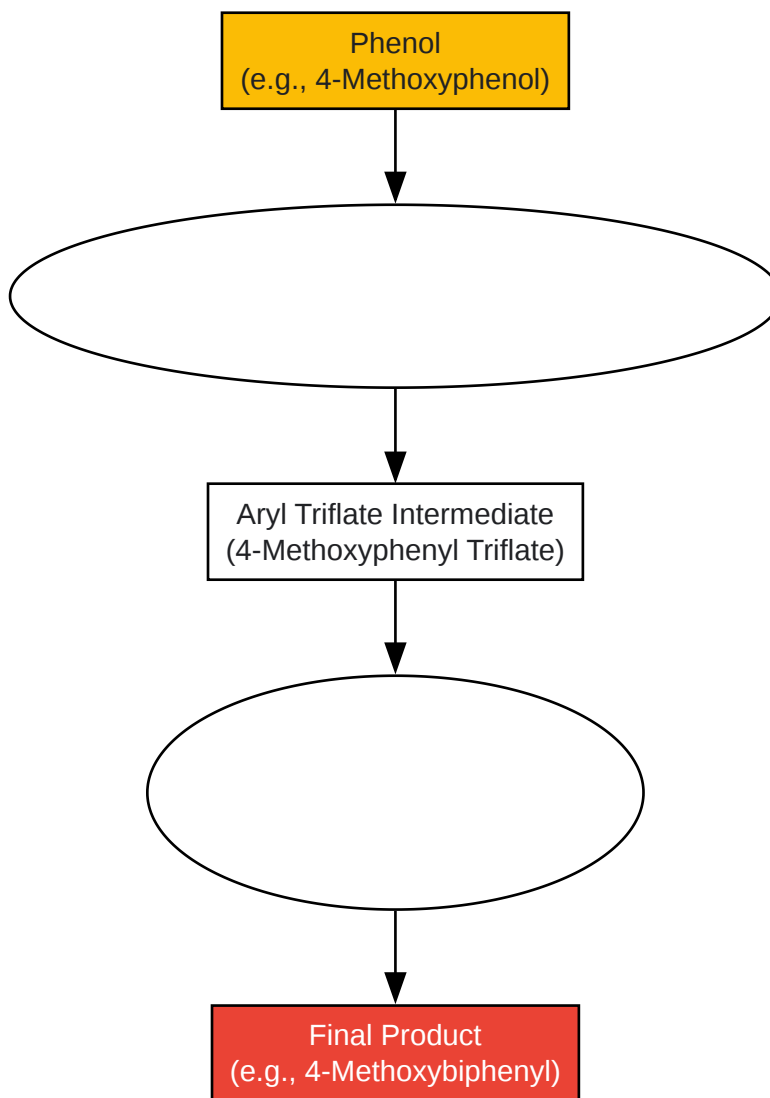 Phenol
(e.g., 4-Methoxyphenol)
Aryl Triflate Intermediate
(4-Methoxyphenyl Triflate)
Final Product
(e.g., 4-Methoxybiphenyl)